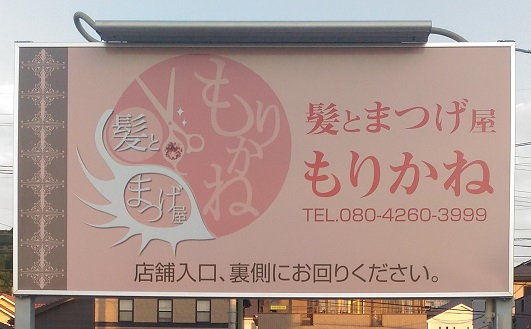 髪と
まつげ屋
もりかね
髪とまつげ屋
もりかね
TEL.080-4260-3999
店舗入口、裏側にお回りください。